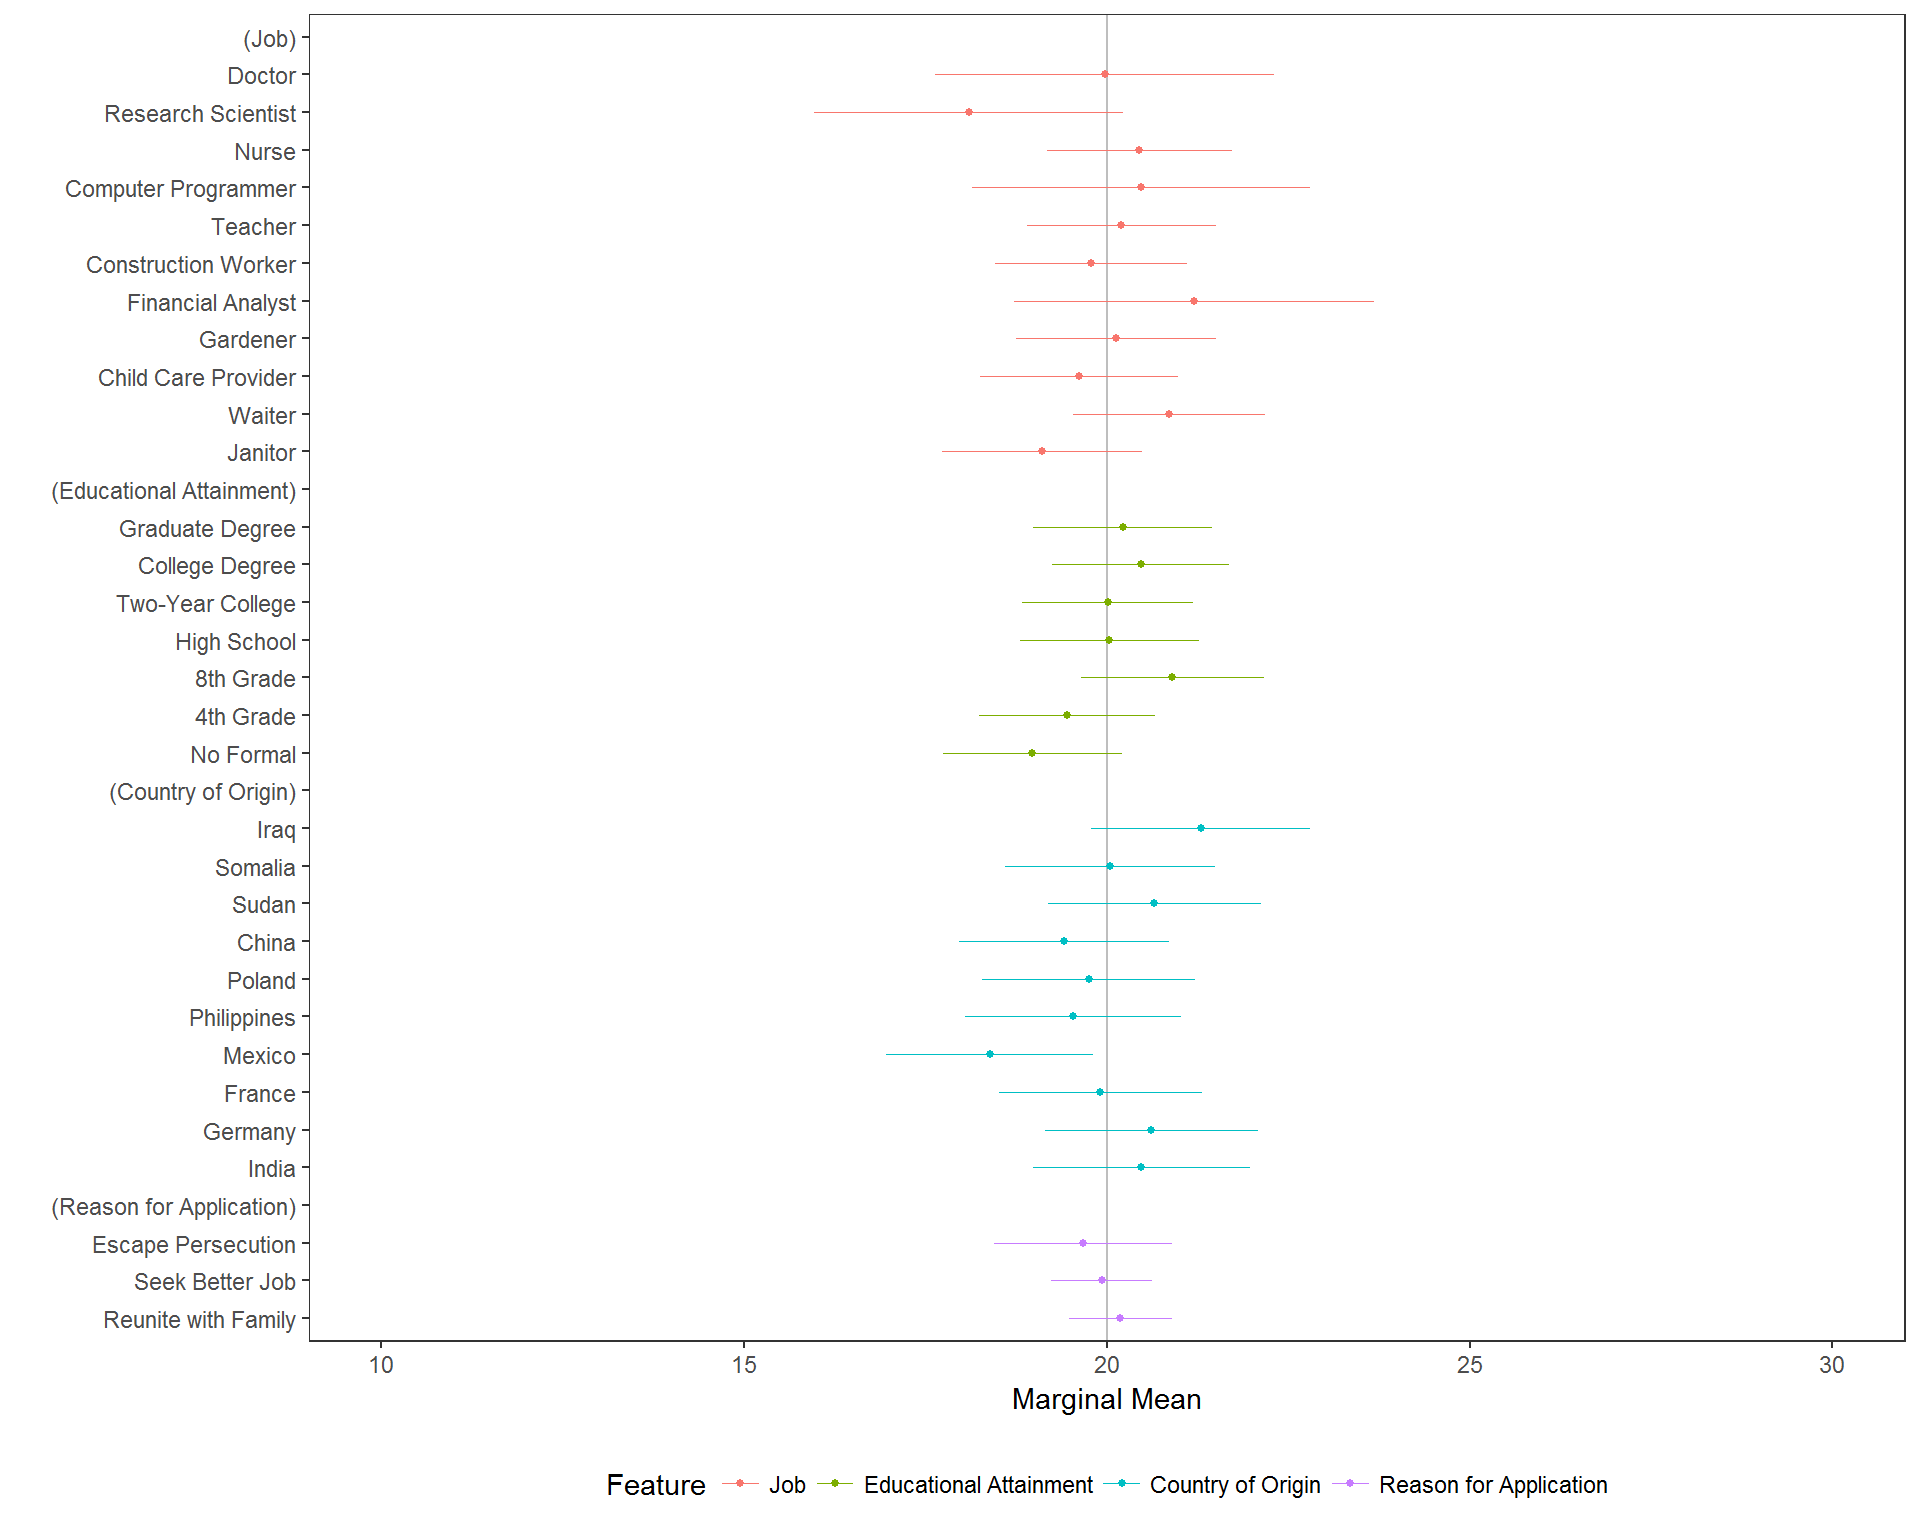 (Job)
Doctor
Research Scientist
Nurse
Computer Programmer
Teacher
Construction Worker
Financial Analyst
Gardener
Child Care Provider
Waiter
Janitor
(Educational Attainment)
Graduate Degree
College Degree
Two-Year College
High School
8th Grade
4th Grade
No Formal
(Country of Origin)
Iraq
Somalia
Sudan
China
Poland
Philippines
Mexico
France
Germany
India
(Reason for Application)
Escape Persecution
Seek Better Job
Reunite with Family
10 15 20 25 30
Marginal Mean
Feature Job Educational Attainment Country of Origin Reason for Application